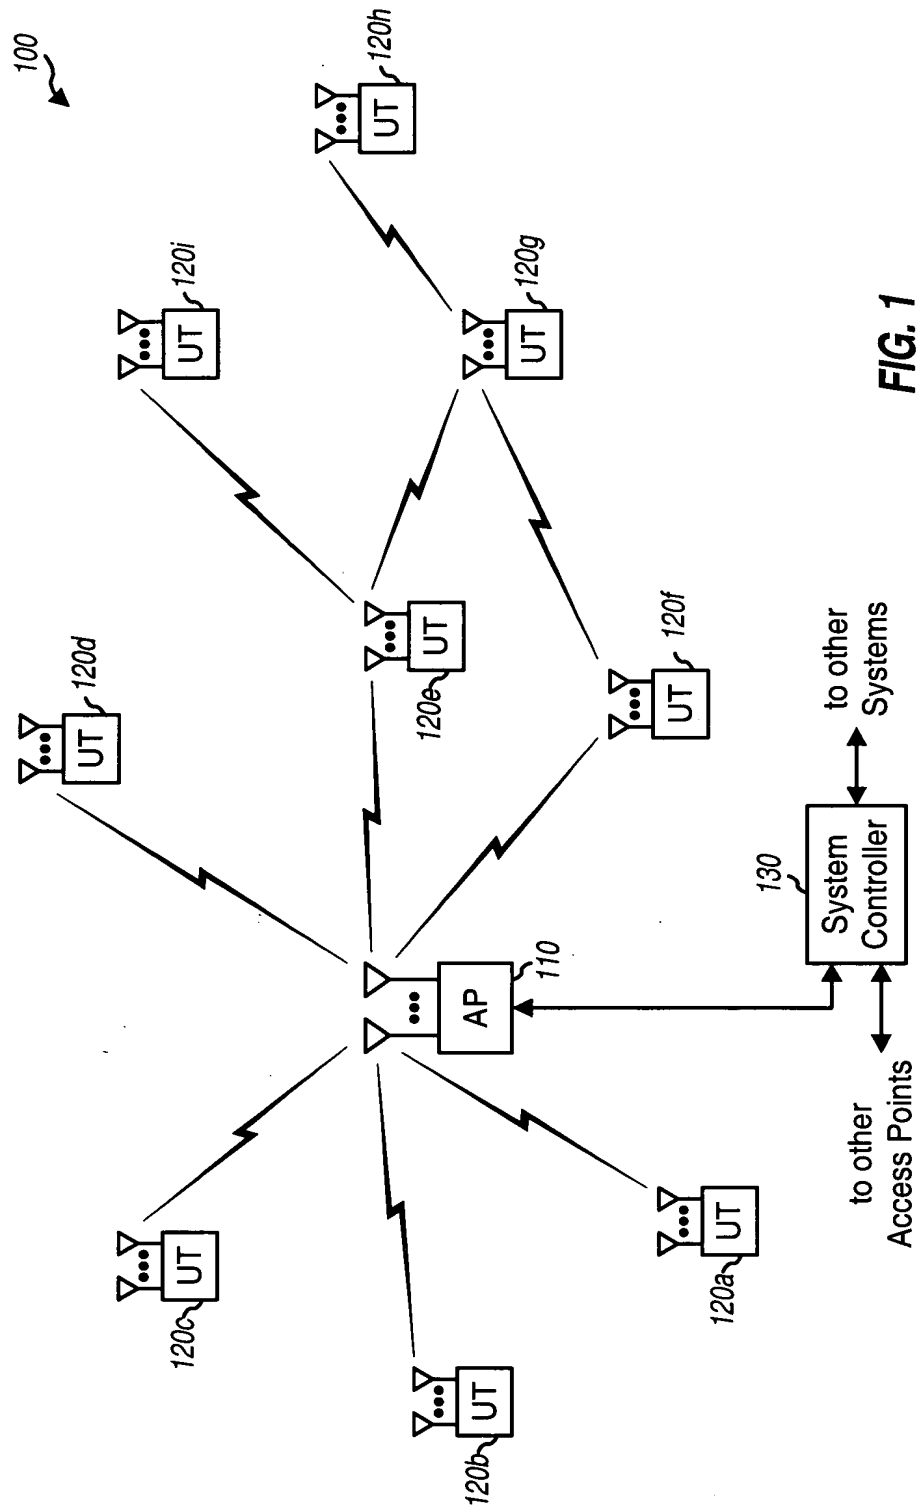 100
UT
120h
UT
120i
UT
120g
UT
120d
UT
120e
UT
120f
AP
110
UT
120c
UT
120b
UT
120a
130
System
Controller
to other
Systems
to other
Access Points
FIG. 1